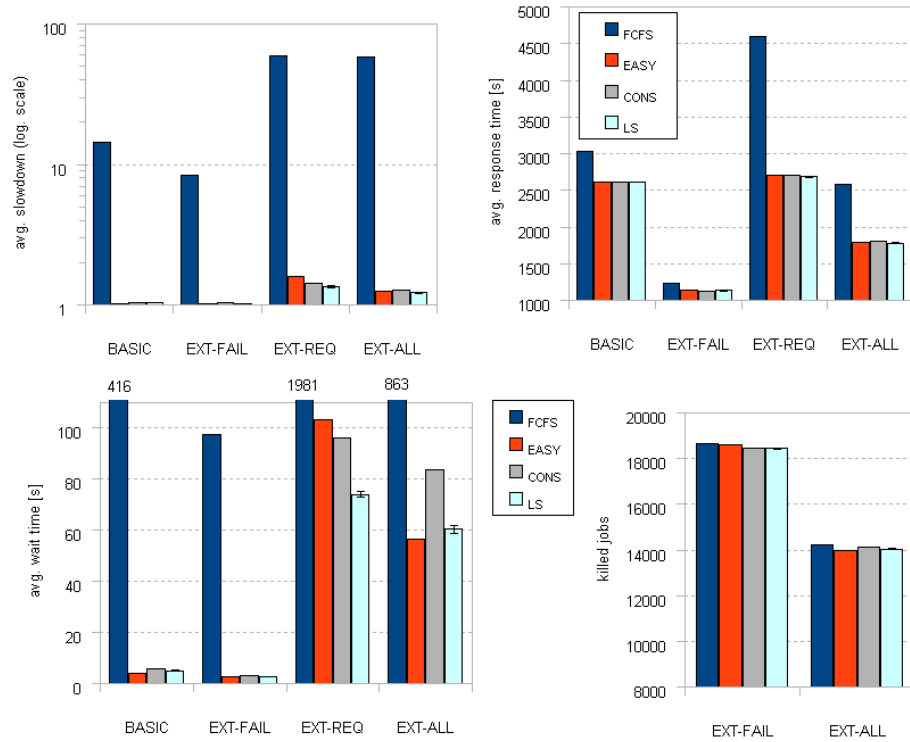 avg. slowdown (log. scale)
100
10
1
BASIC
EXT-FAIL
EXT-REQ
EXT-ALL
avg. response time [s]
5000
4500
4000
3500
3000
2500
2000
1500
1000
FCFS
EASY
CONS
LS
BASIC
EXT-FAIL
EXT-REQ
EXT-ALL
avg. wait time [s]
416
1981
863
100
80
60
40
20
0
BASIC
EXT-FAIL
EXT-REQ
EXT-ALL
FCFS
EASY
CONS
LS
killed jobs
20000
18000
16000
14000
12000
10000
8000
EXT-FAIL
EXT-ALL